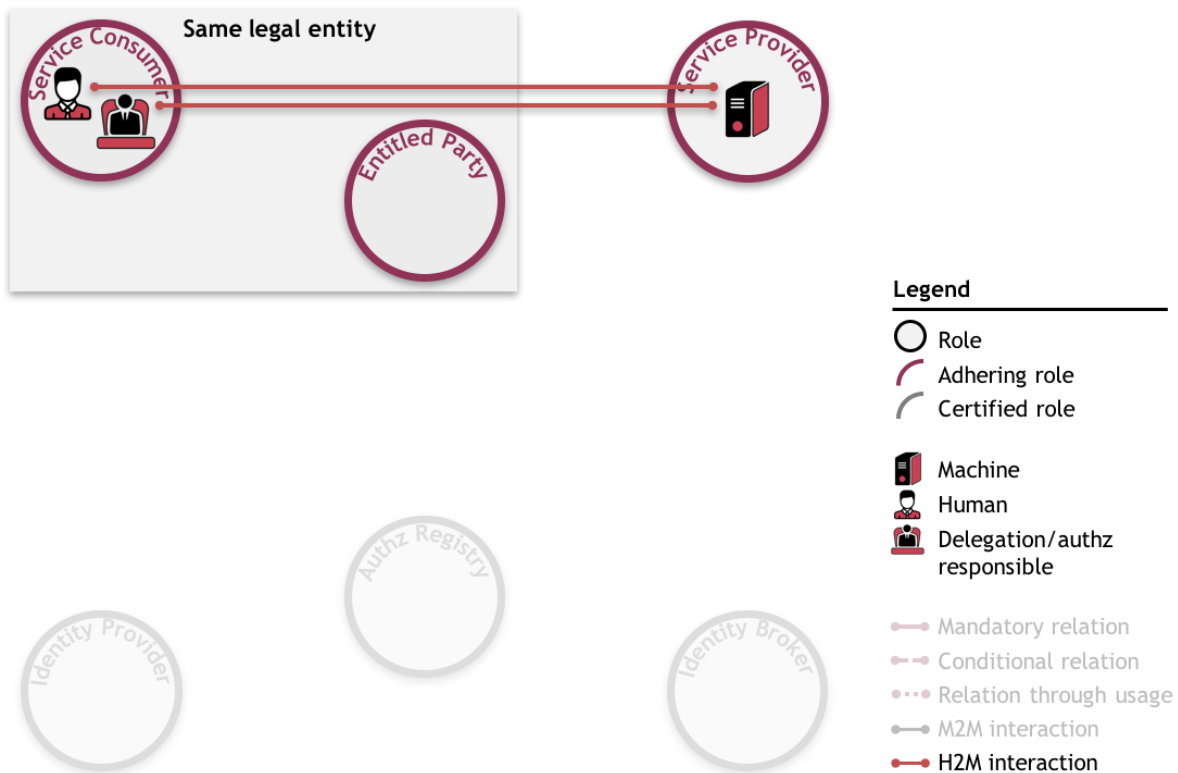 Same legal entity
Service Consumer
Service Provider
Entitled Party
Legend
Role
Adhering role
Certified role
Machine
Human
Delegation/authz
responsible
Authz Registry
Identity Provider
Identity Broker
Mandatory relation
Conditional relation
Relation through usage
M2M interaction
H2M interaction